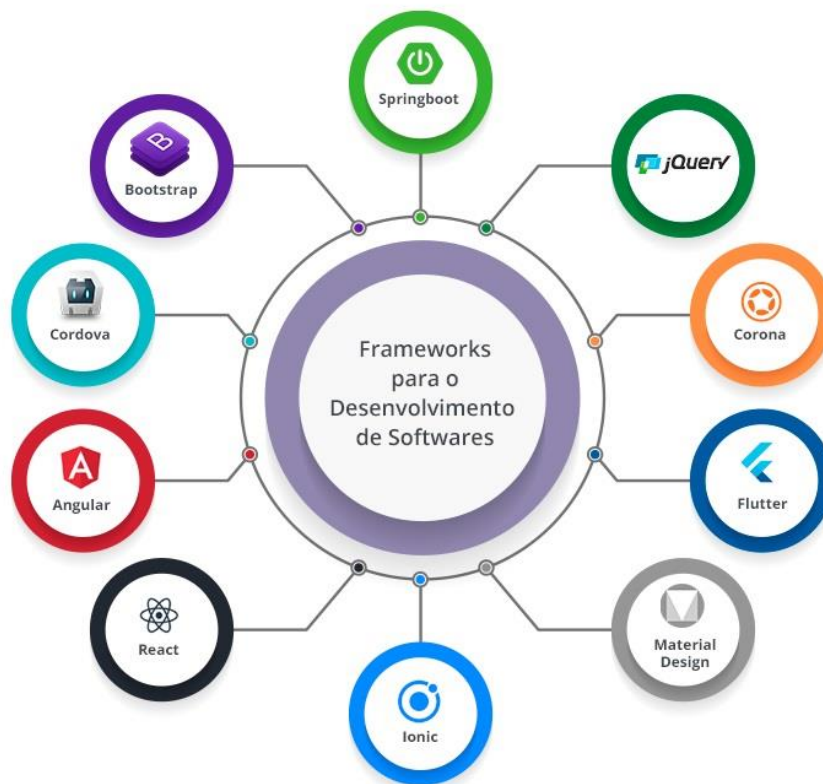 Springboot
Bootstrap
jQuery
Cordova
Corona
Frameworks
para o
Desenvolvimento
de Softwares
Angular
Flutter
React
Material
Design
Ionic